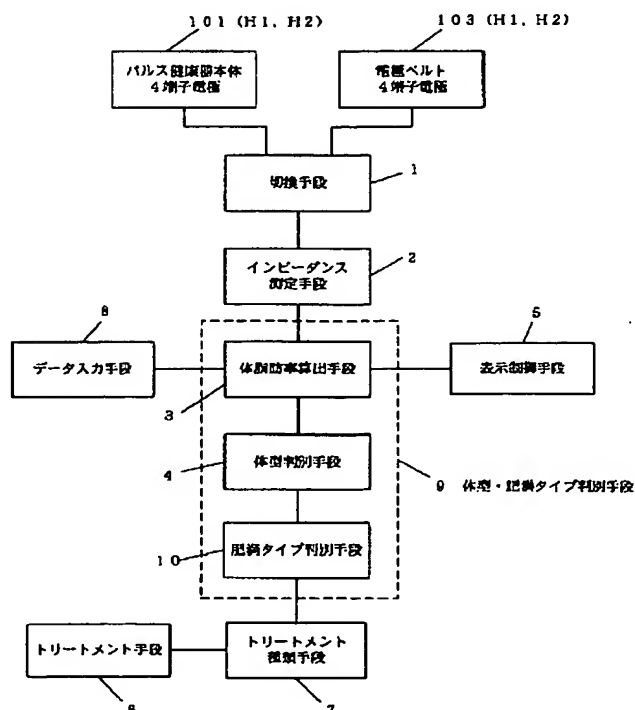 101 (H1, H2)
103 (H1, H2)
パルス健康器本体
4端子電極
電極ベルト
4端子電極
切換手段
1
インピーダンス
測定手段
2
8
5
データ入力手段
体脂肪率算出手段
表示制御手段
3
体型判別手段
4
9 体型・肥満タイプ判別手段
肥満タイプ判別手段
10
トリートメント手段
トリートメント
種類手段
6
7